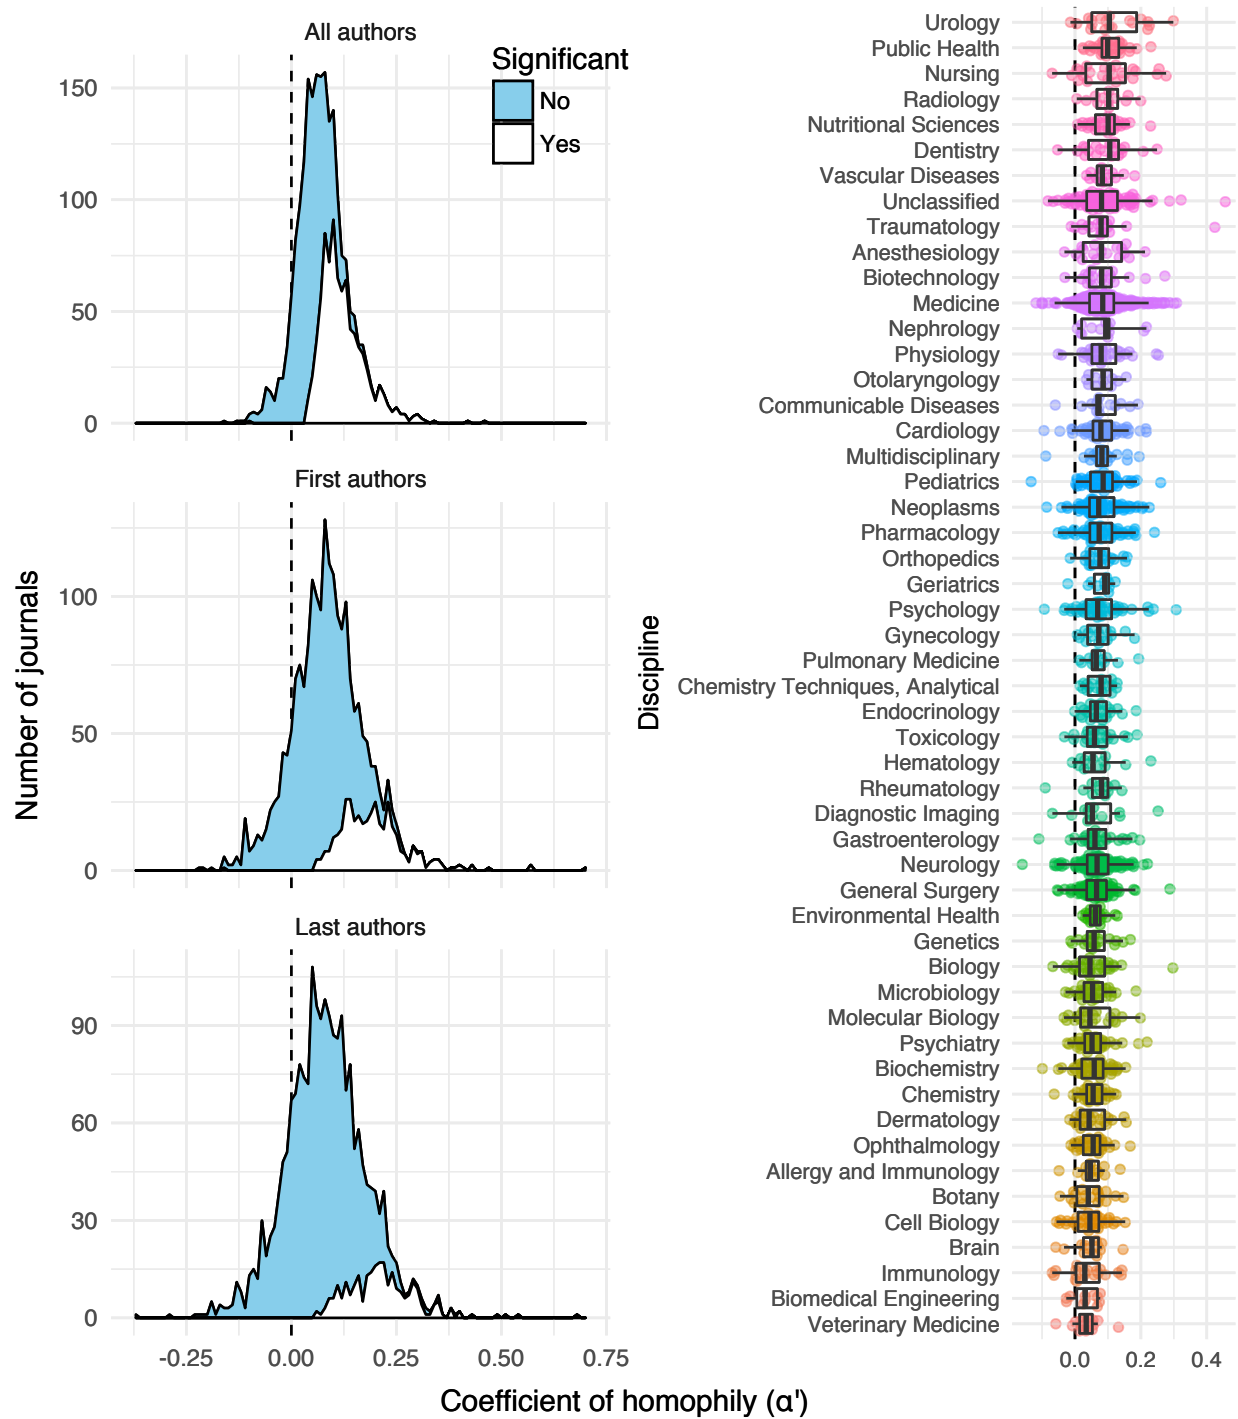 All authors
Significant
No
Yes
150
100
50
0
First authors
100
50
0
Last authors
90
60
30
0
-0.25 0.00 0.25 0.50 0.75
Number of journals
Discipline
Urology
Public Health
Nursing
Radiology
Nutritional Sciences
Dentistry
Vascular Diseases
Unclassified
Traumatology
Anesthesiology
Biotechnology
Medicine
Nephrology
Physiology
Otolaryngology
Communicable Diseases
Cardiology
Multidisciplinary
Pediatrics
Neoplasms
Pharmacology
Orthopedics
Geriatrics
Psychology
Gynecology
Pulmonary Medicine
Chemistry Techniques, Analytical
Endocrinology
Toxicology
Hematology
Rheumatology
Diagnostic Imaging
Gastroenterology
Neurology
General Surgery
Environmental Health
Genetics
Biology
Microbiology
Molecular Biology
Psychiatry
Biochemistry
Chemistry
Dermatology
Ophthalmology
Allergy and Immunology
Botany
Cell Biology
Brain
Immunology
Biomedical Engineering
Veterinary Medicine
0.0 0.2 0.4
Coefficient of homophily (α')